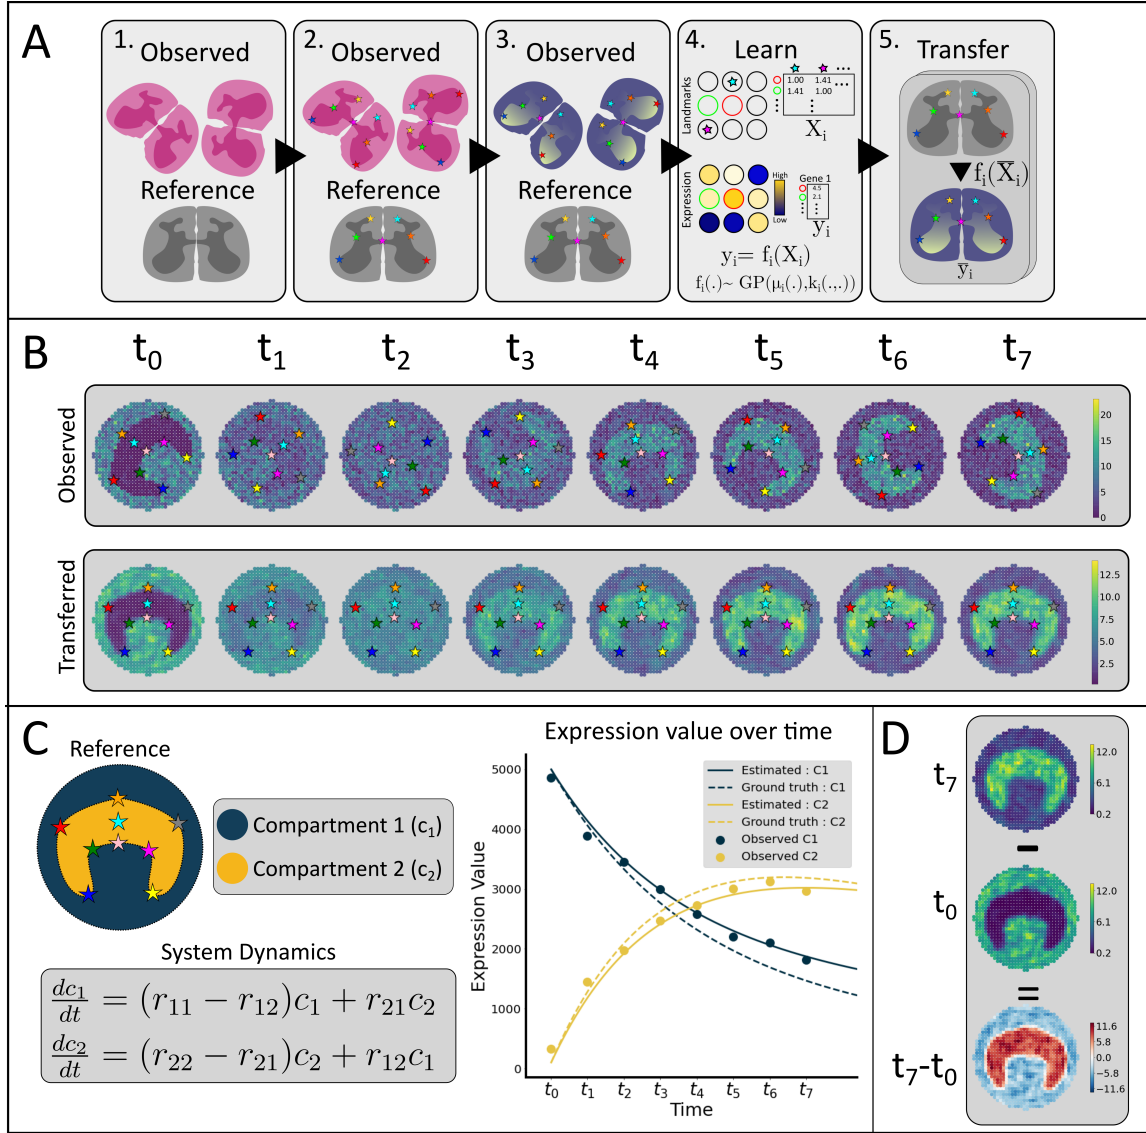 A
1.
Observed
Reference
2.
Observed
Reference
3.
Observed
Reference
4.
Learn
Landmarks
...
1.00 1.41 ...
1.41 1.00
⋮ ⋮
Xᵢ
Expression
High
Low
Gene 1
4.5
2.1
⋮ ⋮
yᵢ
yᵢ= fᵢ(Xᵢ)
fᵢ(.)~ GP(μᵢ(.),kᵢ(.,.))
5.
Transfer
fᵢ(X̅ᵢ)
y̅ᵢ
B
t₀ t₁ t₂ t₃ t₄ t₅ t₆ t₇
Observed
20
15
10
5
0
Transferred
12.5
10.0
7.5
5.0
2.5
C
Reference
Compartment 1 (c₁)
Compartment 2 (c₂)
System Dynamics
dc₁/dt = (r₁₁ − r₁₂)c₁ + r₂₁c₂
dc₂/dt = (r₂₂ − r₂₁)c₂ + r₁₂c₁
Expression value over time
Estimated : C1
Ground truth : C1
Estimated : C2
Ground truth : C2
Observed C1
Observed C2
Expression Value
5000
4000
3000
2000
1000
0
t₀ t₁ t₂ t₃ t₄ t₅ t₆ t₇
Time
D
t₇
12.0
6.1
0.2
−
t₀
12.0
6.1
0.2
=
t₇-t₀
11.6
5.8
0.0
−5.8
−11.6